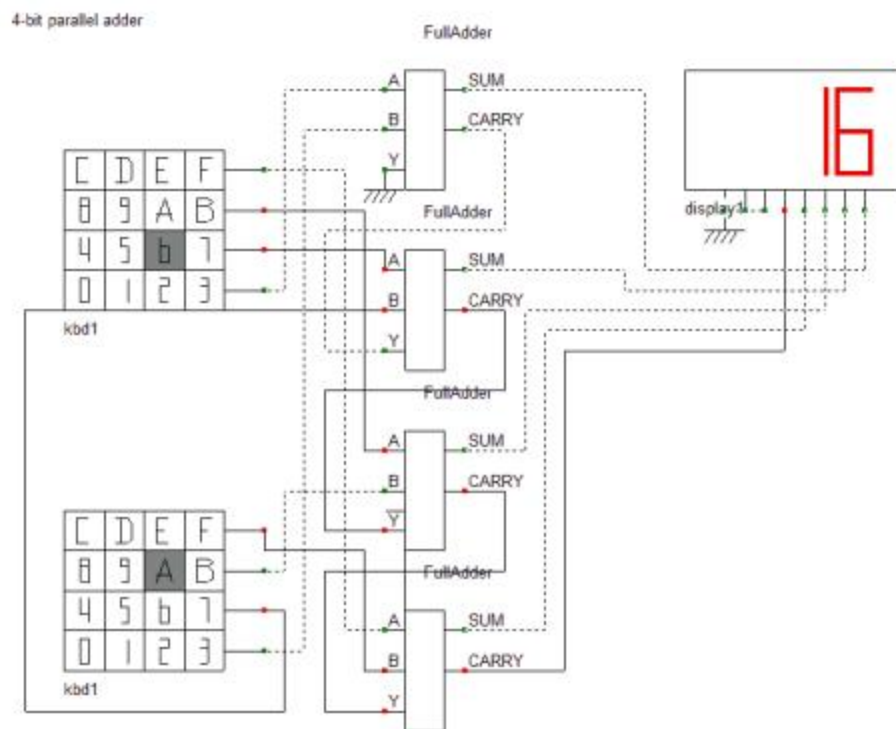 4-bit parallel adder
FullAdder
A SUM
B CARRY
Y
FullAdder
16
display1
C D E F
8 9 A B
4 5 b 7
0 1 2 3
kbd1
A SUM
B CARRY
Y
FullAdder
A SUM
B CARRY
Y
FullAdder
C D E F
8 9 A B
4 5 b 7
0 1 2 3
kbd1
A SUM
B CARRY
Y